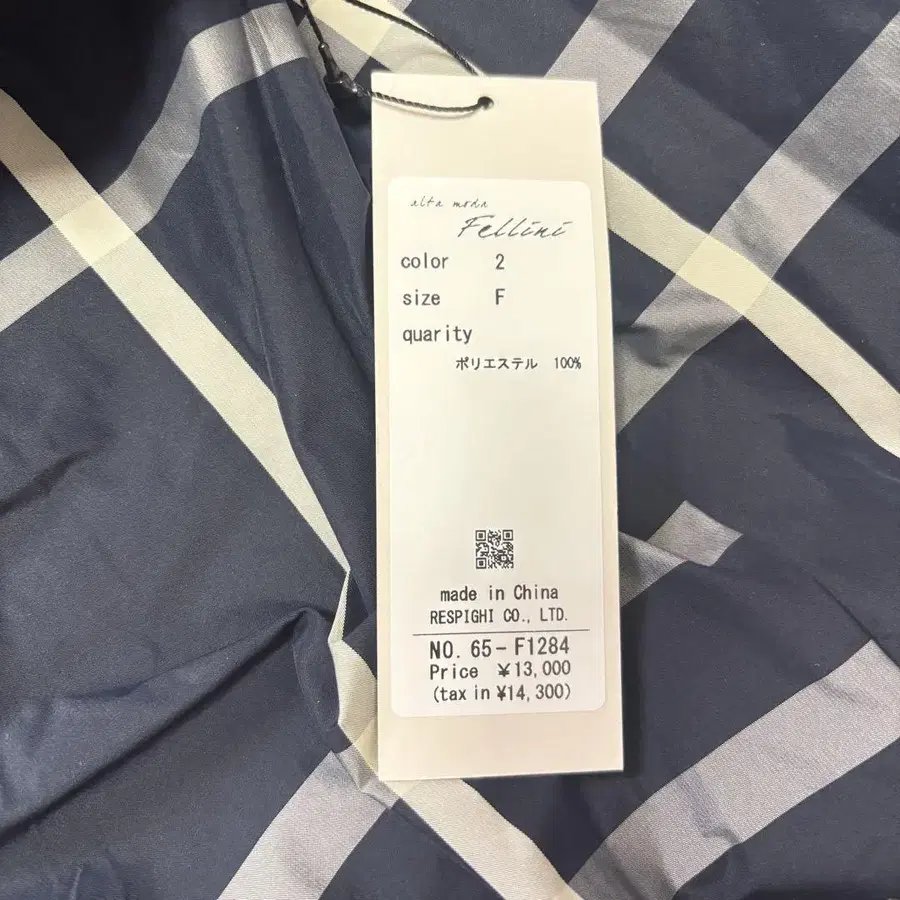 alta moda
Fellini
color 2
size F
quarity
ポリエステル 100%
made in China
RESPIGHI CO., LTD.
NO. 65-F1284
Price ¥13,000
(tax in ¥14,300)